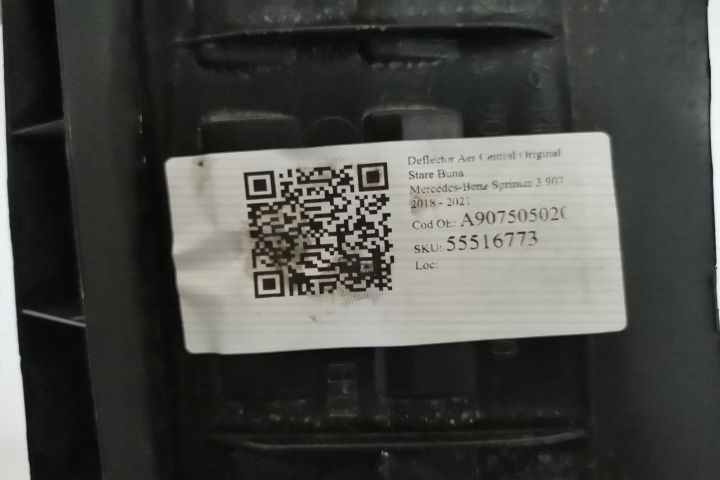 Deflector Aer Central Original
Stare Buna
Mercedes-Benz Sprinter 3 907
2018 - 2021
Cod OE: A907505020
SKU: 55516773
Loc: